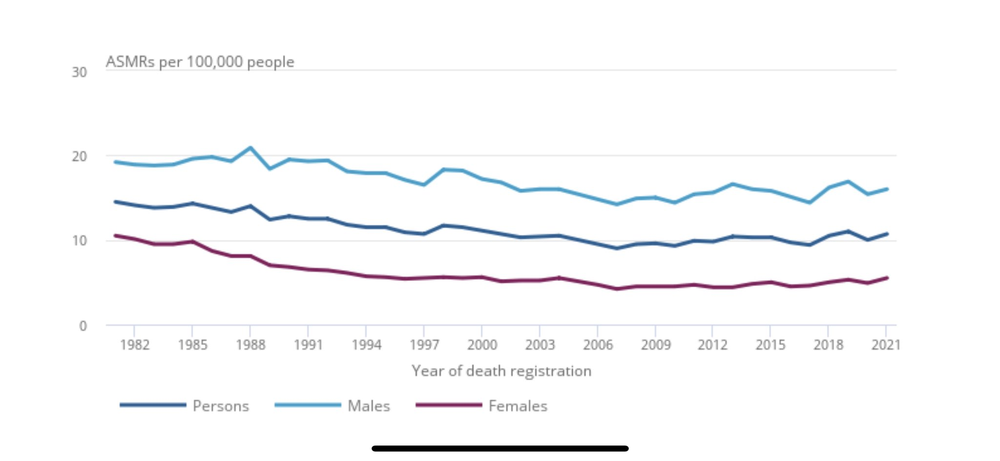 ASMRs per 100,000 people
30
20
10
0
1982 1985 1988 1991 1994 1997 2000 2003 2006 2009 2012 2015 2018 2021
Year of death registration
Persons Males Females